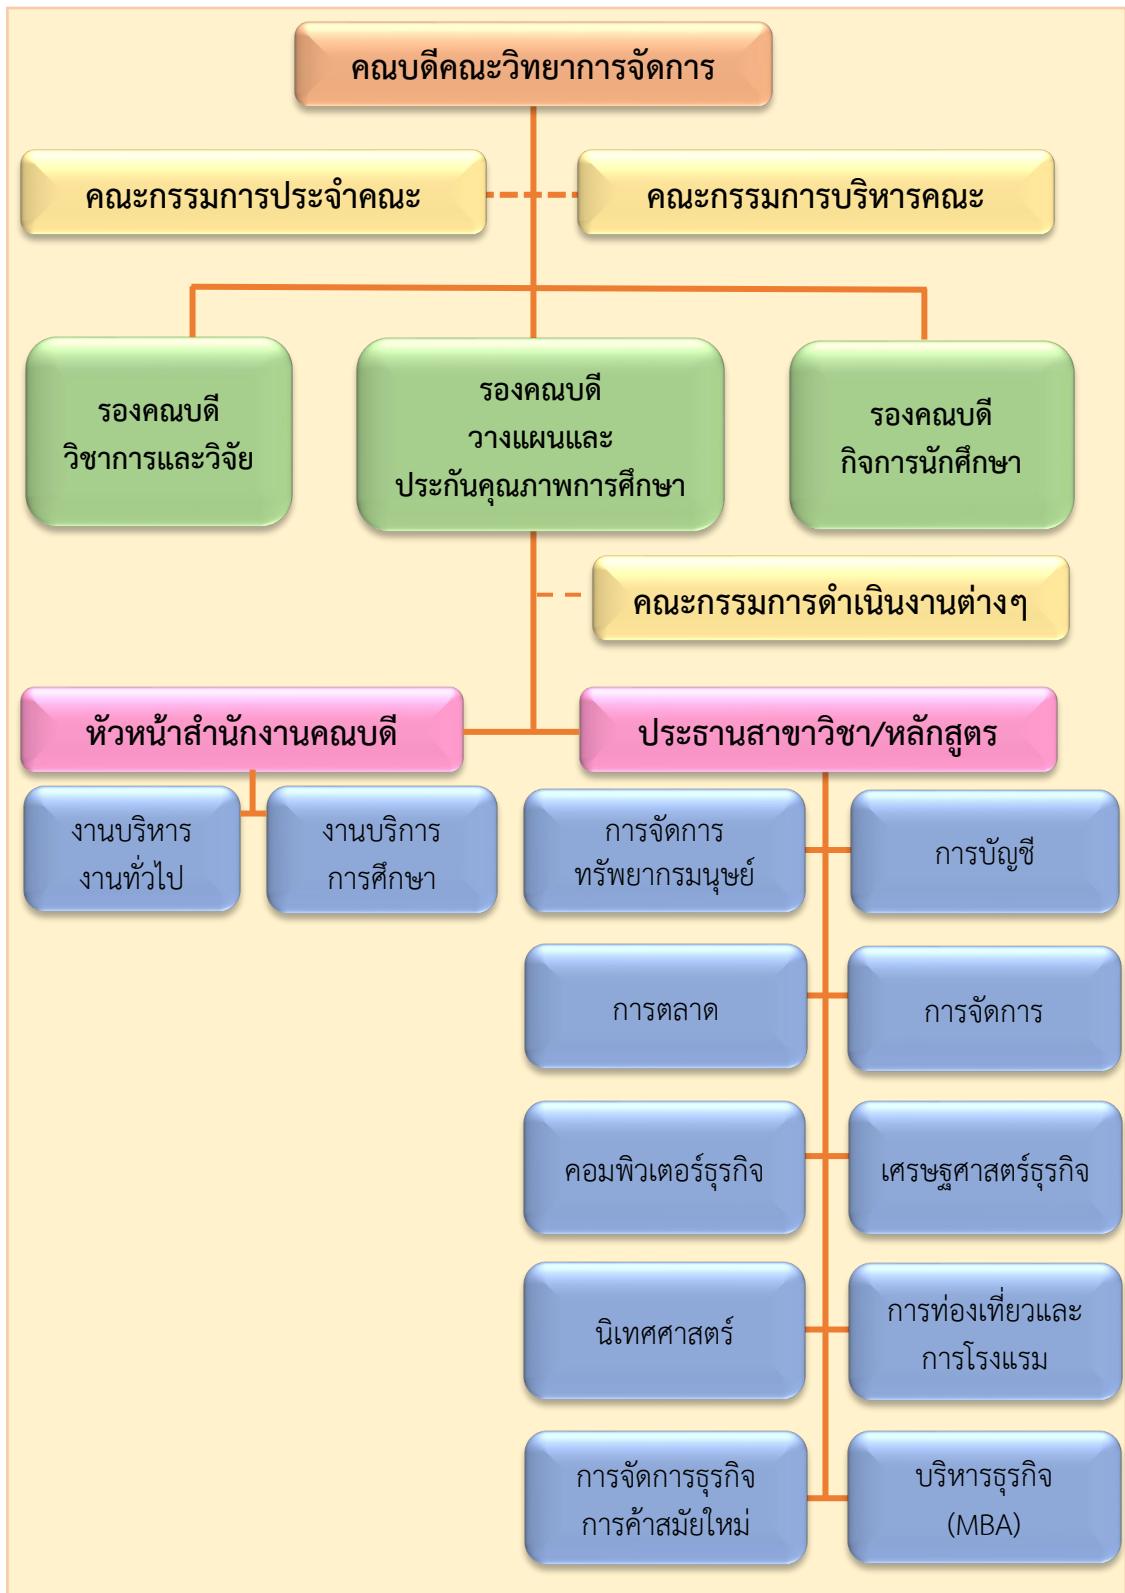 คณบดีคณะวิทยาการจัดการ
คณะกรรมการประจำคณะ
คณะกรรมการบริหารคณะ
รองคณบดี
วิชาการและวิจัย
รองคณบดี
วางแผนและ
ประกันคุณภาพการศึกษา
รองคณบดี
กิจการนักศึกษา
คณะกรรมการดำเนินงานต่างๆ
หัวหน้าสำนักงานคณบดี
ประธานสาขาวิชา/หลักสูตร
งานบริหาร
งานทั่วไป
งานบริการ
การศึกษา
การจัดการ
ทรัพยากรมนุษย์
การบัญชี
การตลาด
การจัดการ
คอมพิวเตอร์ธุรกิจ
เศรษฐศาสตร์ธุรกิจ
นิเทศศาสตร์
การท่องเที่ยวและ
การโรงแรม
การจัดการธุรกิจ
การค้าสมัยใหม่
บริหารธุรกิจ
(MBA)